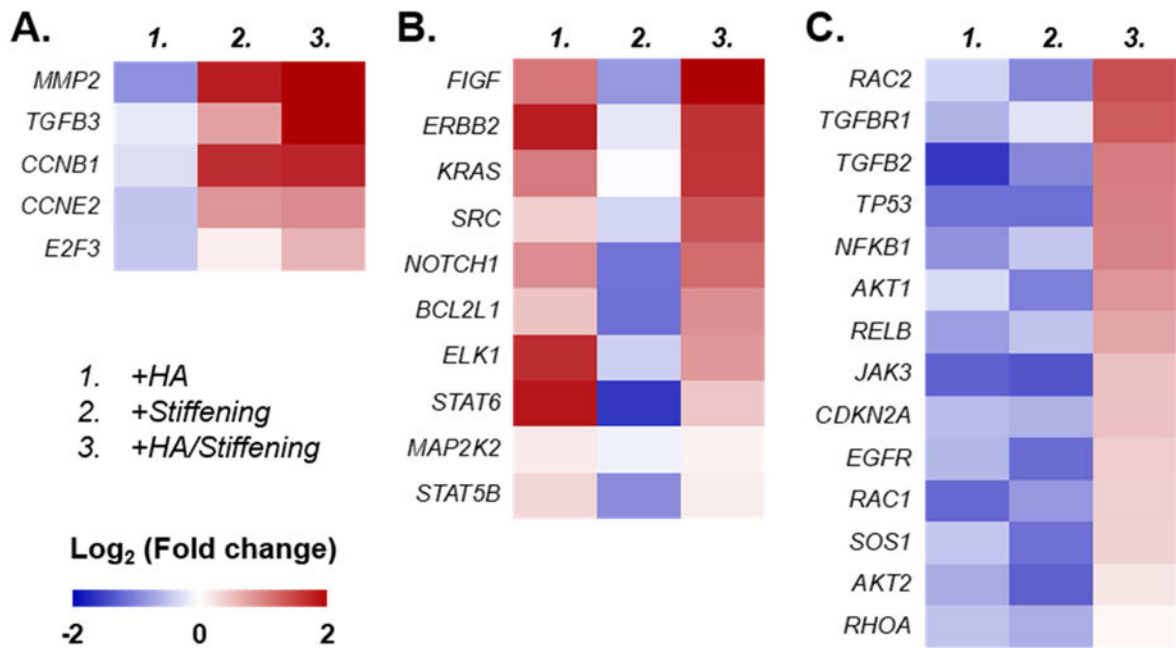 A.
1. 2. 3.
MMP2
TGFB3
CCNB1
CCNE2
E2F3
1. +HA
2. +Stiffening
3. +HA/Stiffening
Log₂ (Fold change)
-2 0 2
B.
1. 2. 3.
FIGF
ERBB2
KRAS
SRC
NOTCH1
BCL2L1
ELK1
STAT6
MAP2K2
STAT5B
C.
1. 2. 3.
RAC2
TGFBR1
TGFB2
TP53
NFKB1
AKT1
RELB
JAK3
CDKN2A
EGFR
RAC1
SOS1
AKT2
RHOA